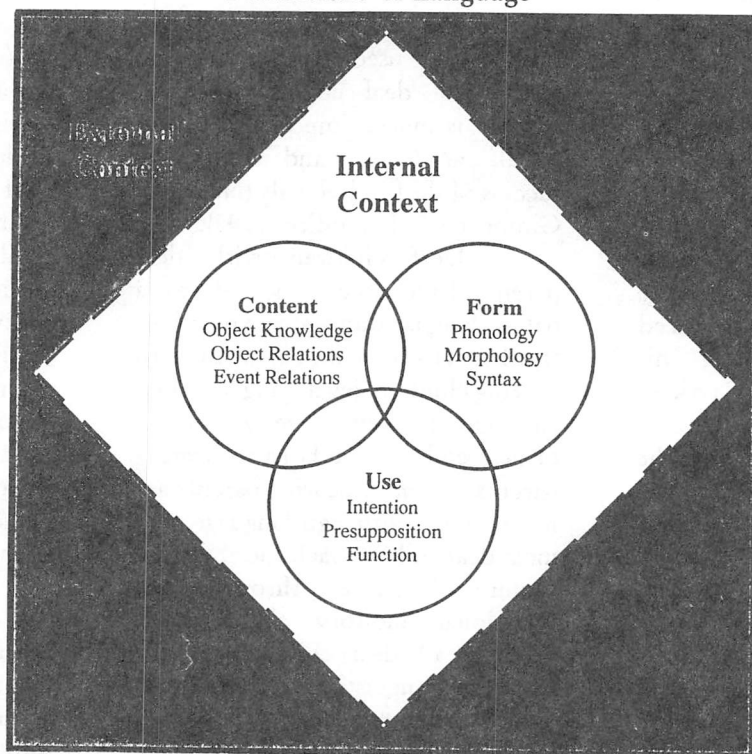 Language
External
Context
Internal
Context
Content
Object Knowledge
Object Relations
Event Relations
Form
Phonology
Morphology
Syntax
Use
Intention
Presupposition
Function